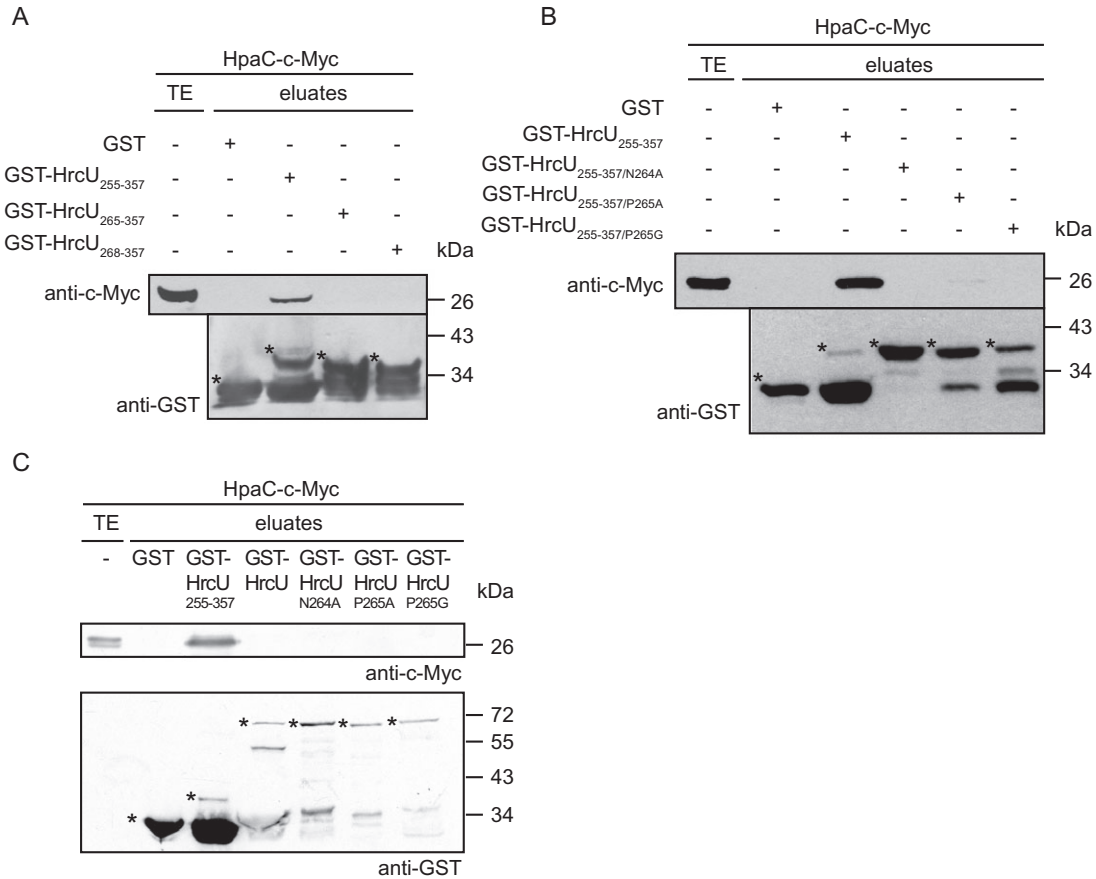 A
HpaC-c-Myc
TE eluates
GST - + - - -
GST-HrcU255-357 - - + - -
GST-HrcU265-357 - - - + -
GST-HrcU268-357 - - - - +
kDa
anti-c-Myc 26
* * * *
43
34
anti-GST
B
HpaC-c-Myc
TE eluates
GST - + - - - -
GST-HrcU255-357 - - + - - -
GST-HrcU255-357/N264A - - - + - -
GST-HrcU255-357/P265A - - - - + -
GST-HrcU255-357/P265G - - - - - +
kDa
anti-c-Myc 26
* * * * *
43
34
anti-GST
C
HpaC-c-Myc
TE eluates
- GST GST- GST- GST- GST- GST-
HrcU HrcU HrcU HrcU HrcU
255-357 N264A P265A P265G
kDa
26
anti-c-Myc
* * * * * *
72
55
43
34
anti-GST